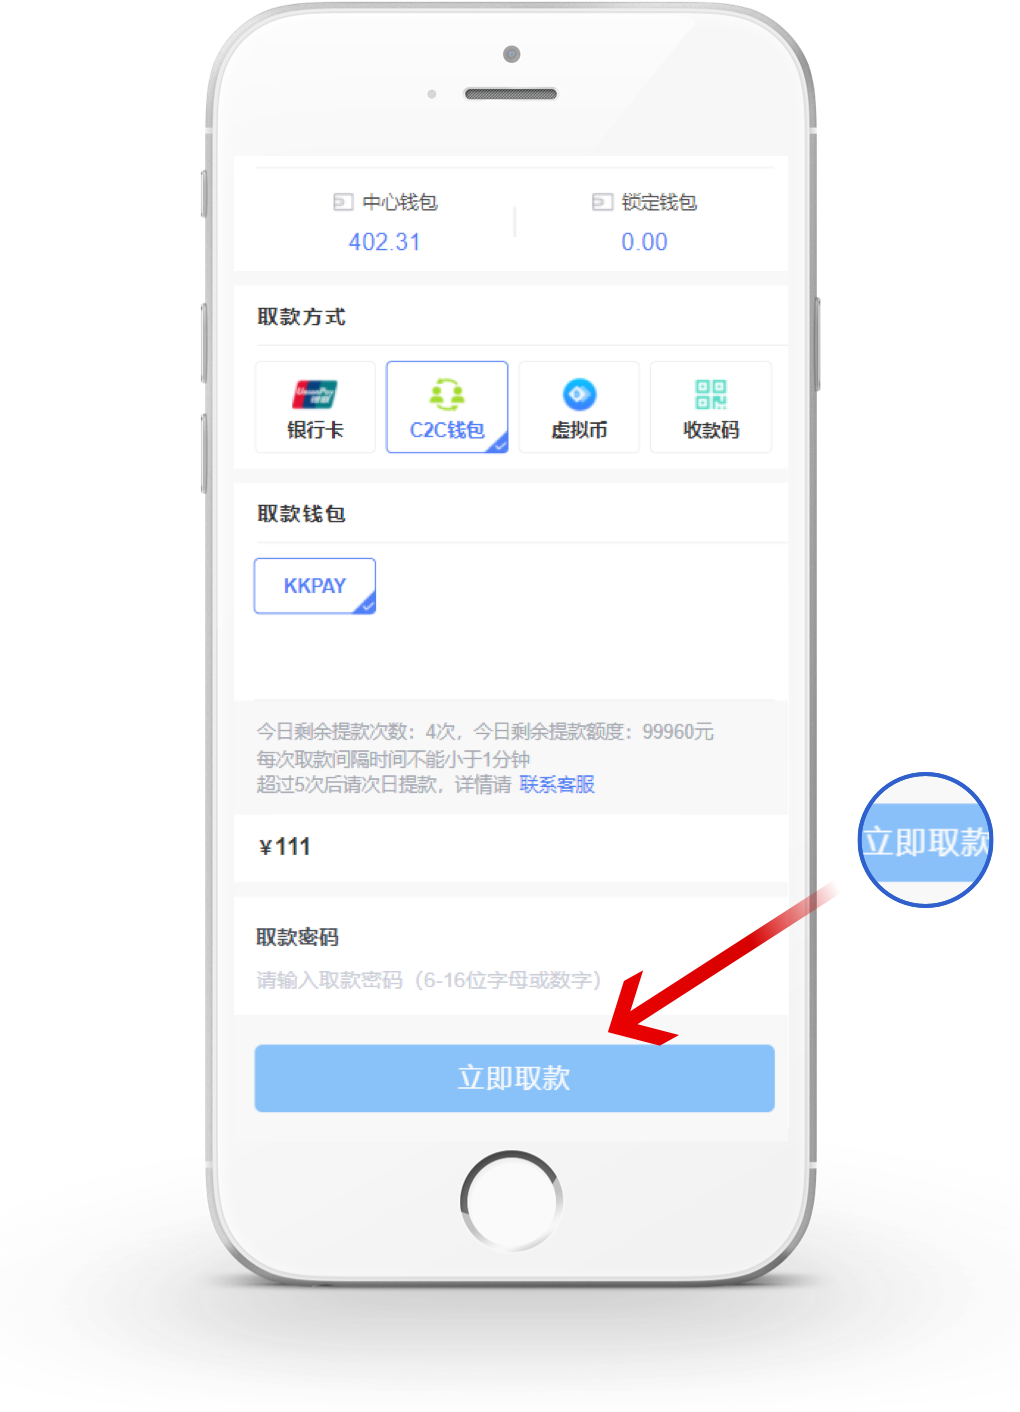 中心钱包
锁定钱包
402.31
0.00
取款方式
UnionPay
银联
银行卡
C2C钱包
虚拟币
收款码
取款钱包
KKPAY
今日剩余提款次数：4次，今日剩余提款额度：99960元
每次取款间隔时间不能小于1分钟
超过5次后请次日提款，详情请 联系客服
¥111
取款密码
请输入取款密码（6-16位字母或数字）
立即取款
立即取款